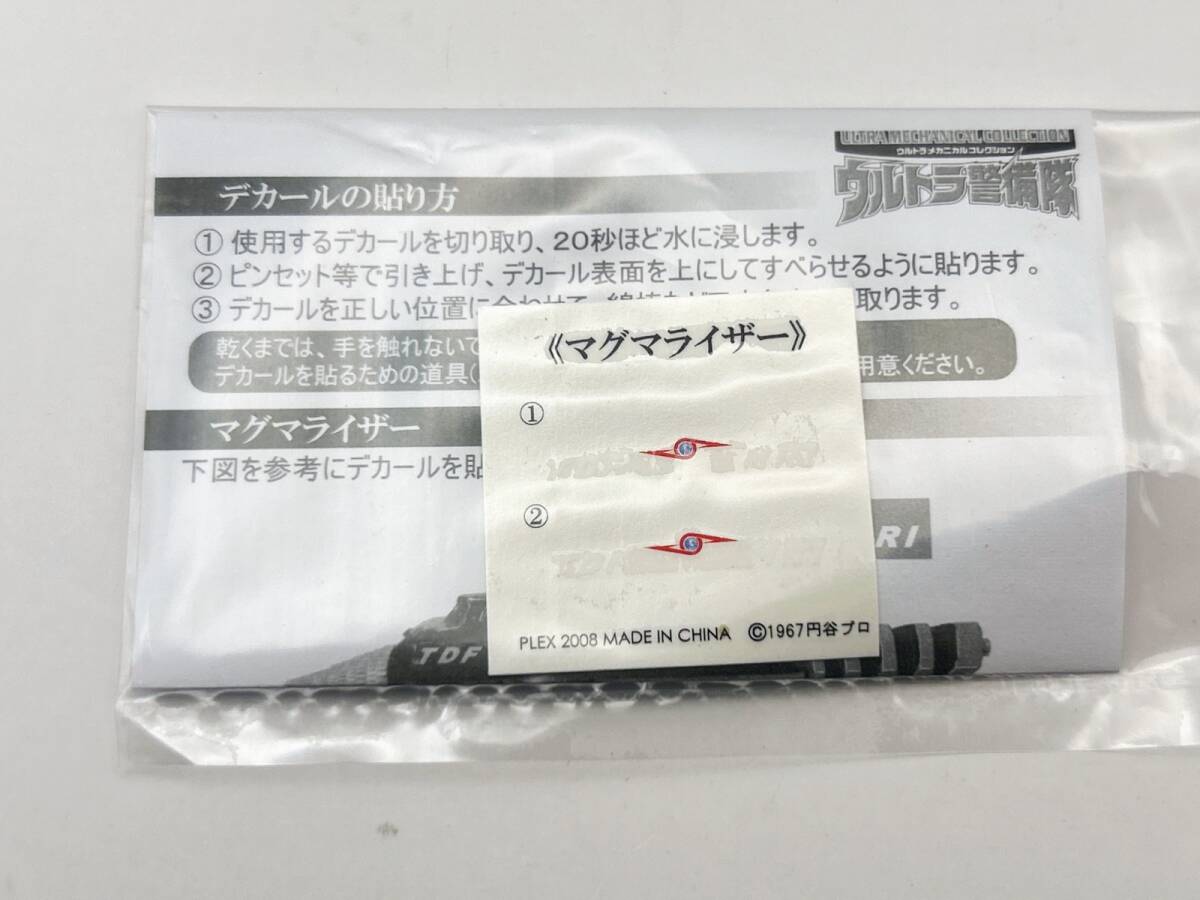 ULTRA MECHANICAL COLLECTION
ウルトラメカニカルコレクション
ウルトラ警備隊
デカールの貼り方
① 使用するデカールを切り取り、20秒ほど水に浸します。
② ピンセット等で引き上げ、デカール表面を上にしてすべらせるように貼ります。
③ デカールを正しい位置に合わせて、 取ります。
乾くまでは、手を触れないで
デカールを貼るための道具( 用意ください。
マグマライザー
下図を参考にデカールを貼
RI
TDF
《マグマライザー》
①
②
PLEX 2008 MADE IN CHINA ©1967円谷プロ